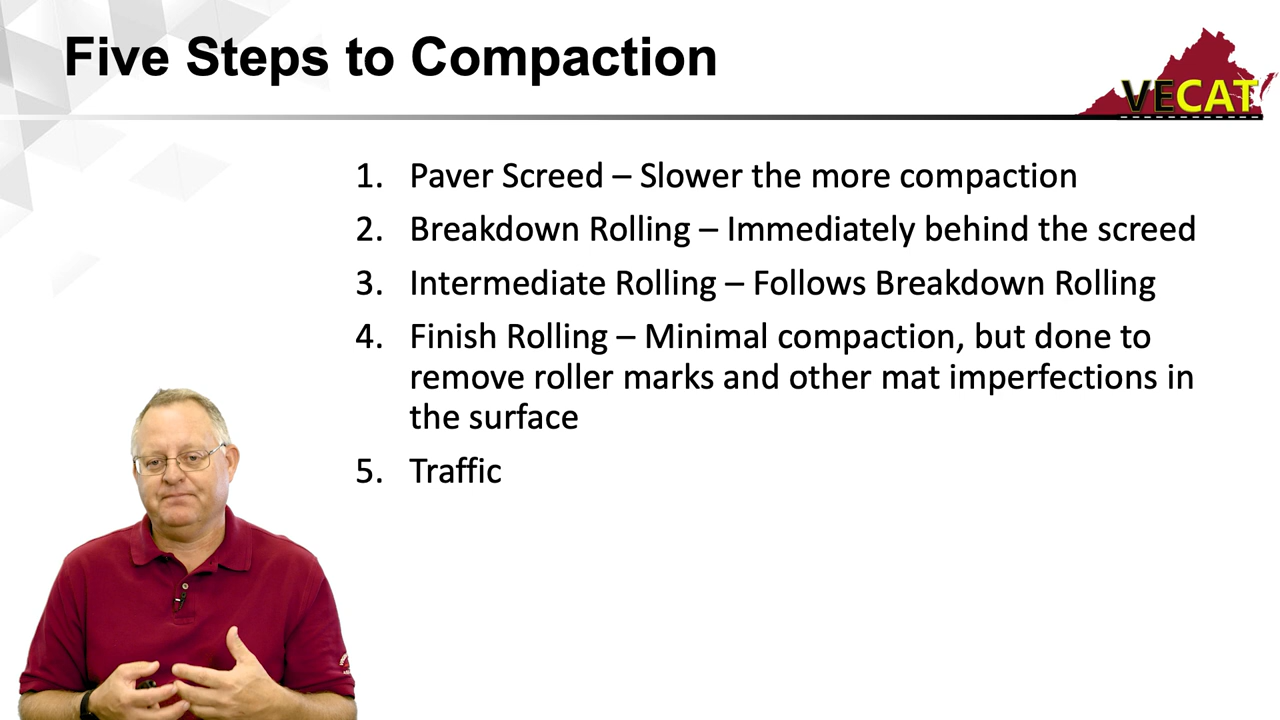 Five Steps to Compaction
VECAT
1. Paver Screed – Slower the more compaction
2. Breakdown Rolling – Immediately behind the screed
3. Intermediate Rolling – Follows Breakdown Rolling
4. Finish Rolling – Minimal compaction, but done to
remove roller marks and other mat imperfections in
the surface
5. Traffic